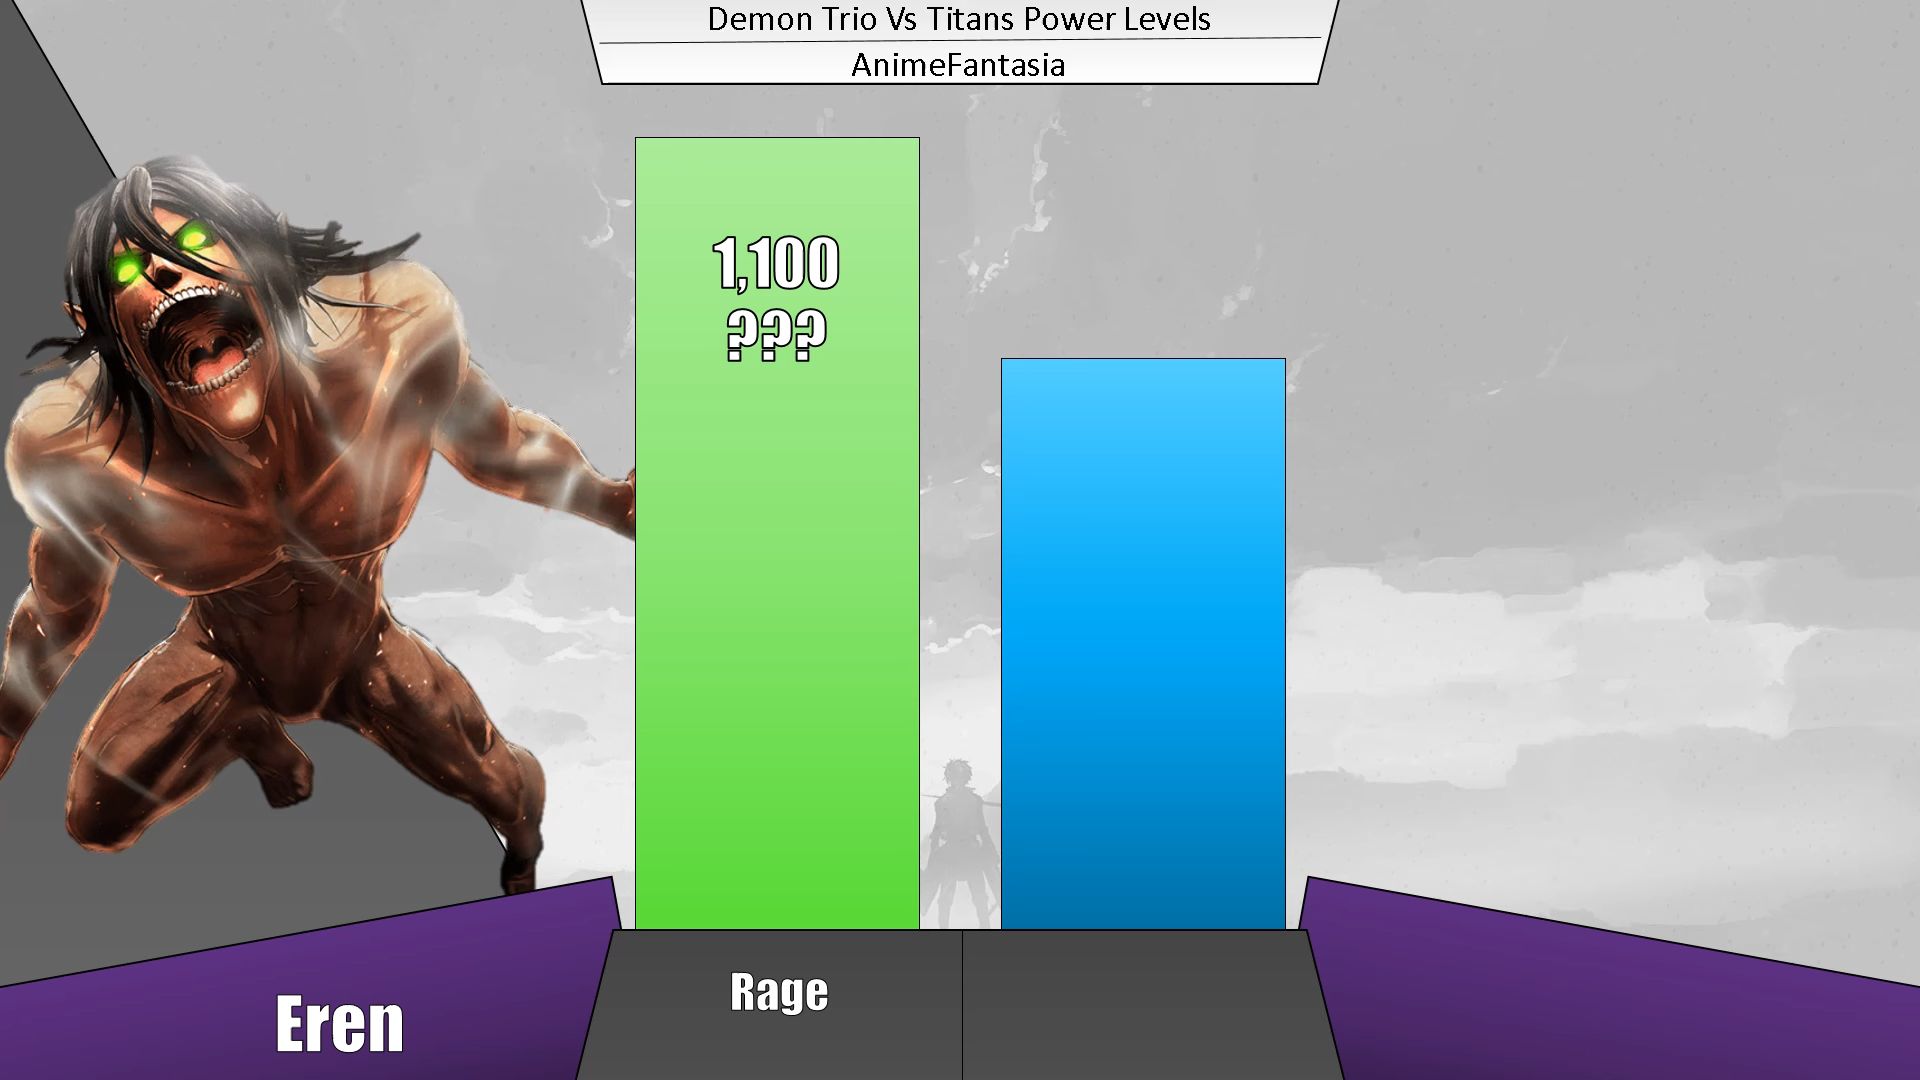 Demon Trio Vs Titans Power Levels
AnimeFantasia
1,100
???
Rage
Eren